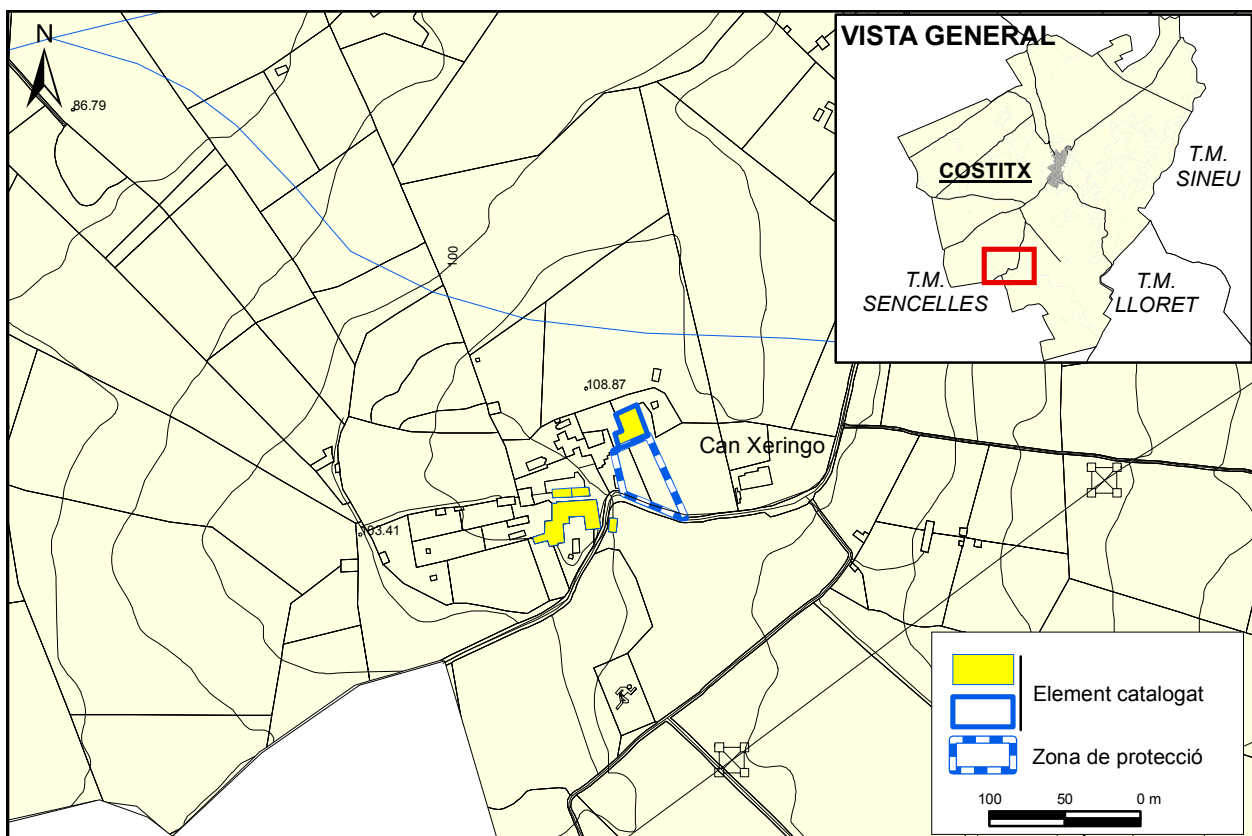 N
86.79
VISTA GENERAL
COSTITX
T.M.
SINEU
T.M.
SENCELLES
T.M.
LLORET
100
108.87
Can Xeringo
103.41
Element catalogat
Zona de protecció
100 50 0 m